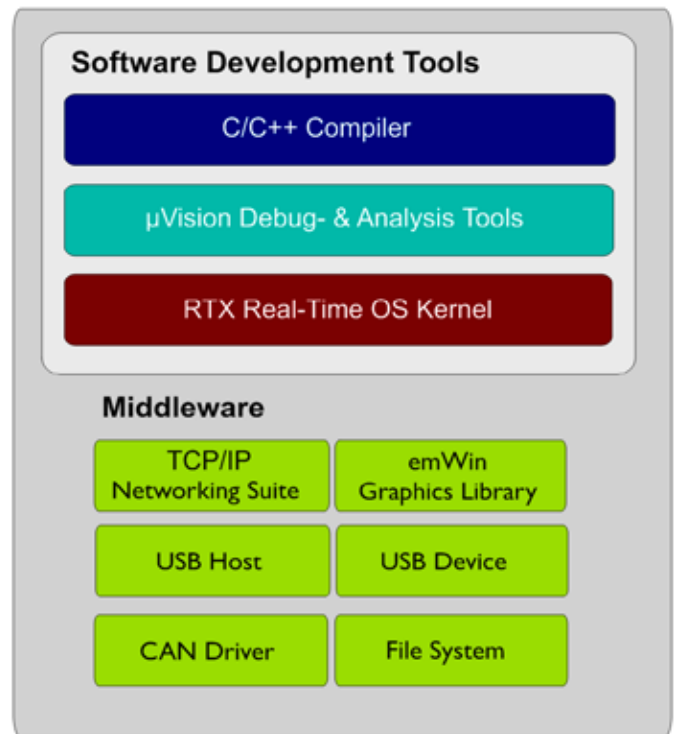 Software Development Tools
C/C++ Compiler
µVision Debug- & Analysis Tools
RTX Real-Time OS Kernel
Middleware
TCP/IP
Networking Suite
emWin
Graphics Library
USB Host
USB Device
CAN Driver
File System